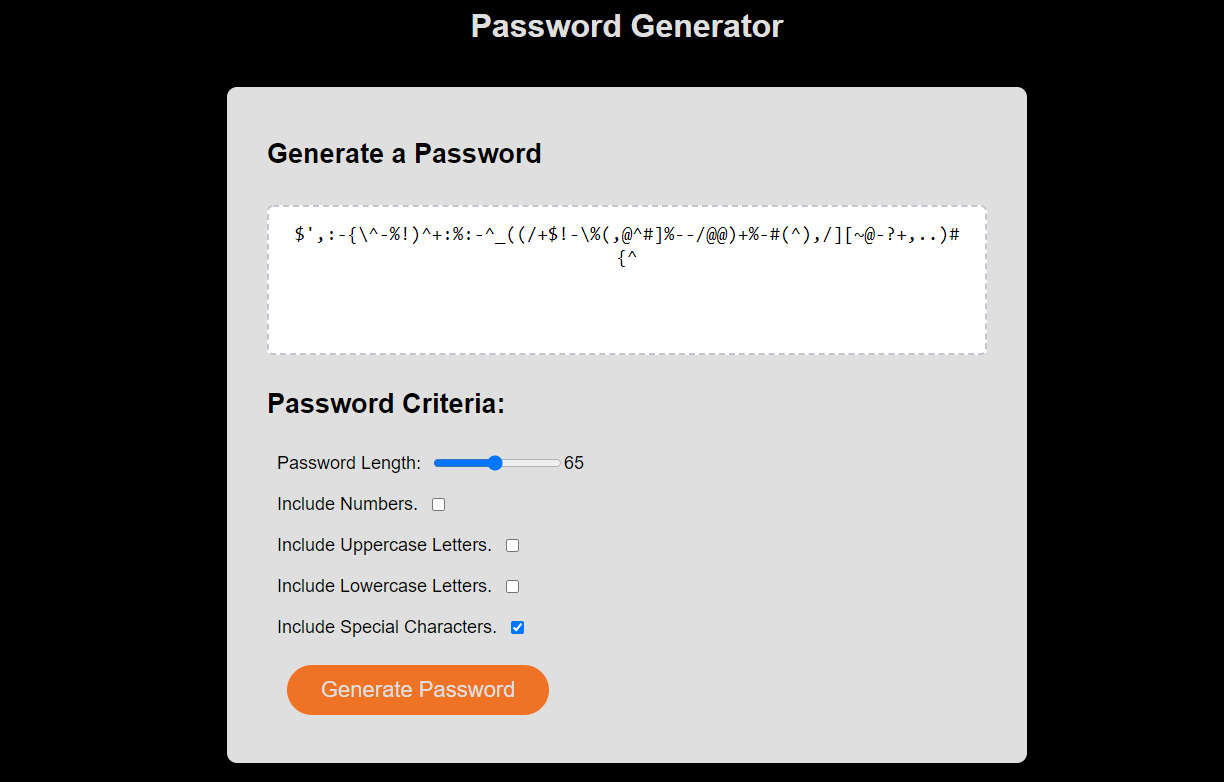 Password Generator
Generate a Password
$',:-{\^-%!)^+:%:-^_((/+$!-\%(,@^#]%--/@@)+%-#(^),/][~@-?+,..)#
{^
Password Criteria:
Password Length: 65
Include Numbers.
Include Uppercase Letters.
Include Lowercase Letters.
Include Special Characters.
Generate Password